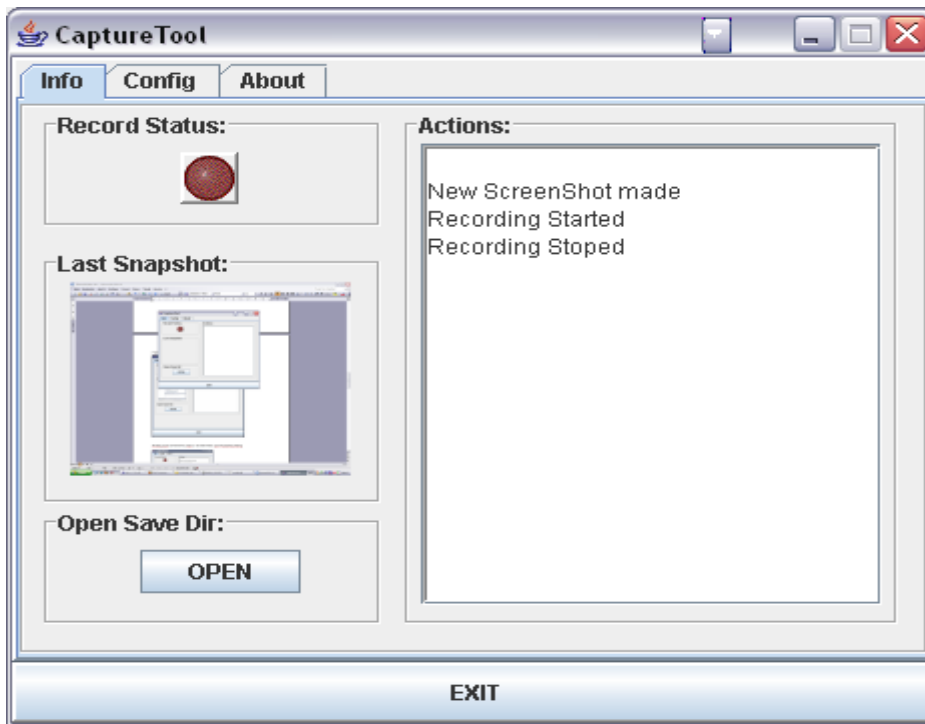 CaptureTool
Info Config About
Record Status:
Last Snapshot:
Open Save Dir:
OPEN
Actions:
New ScreenShot made
Recording Started
Recording Stoped
EXIT